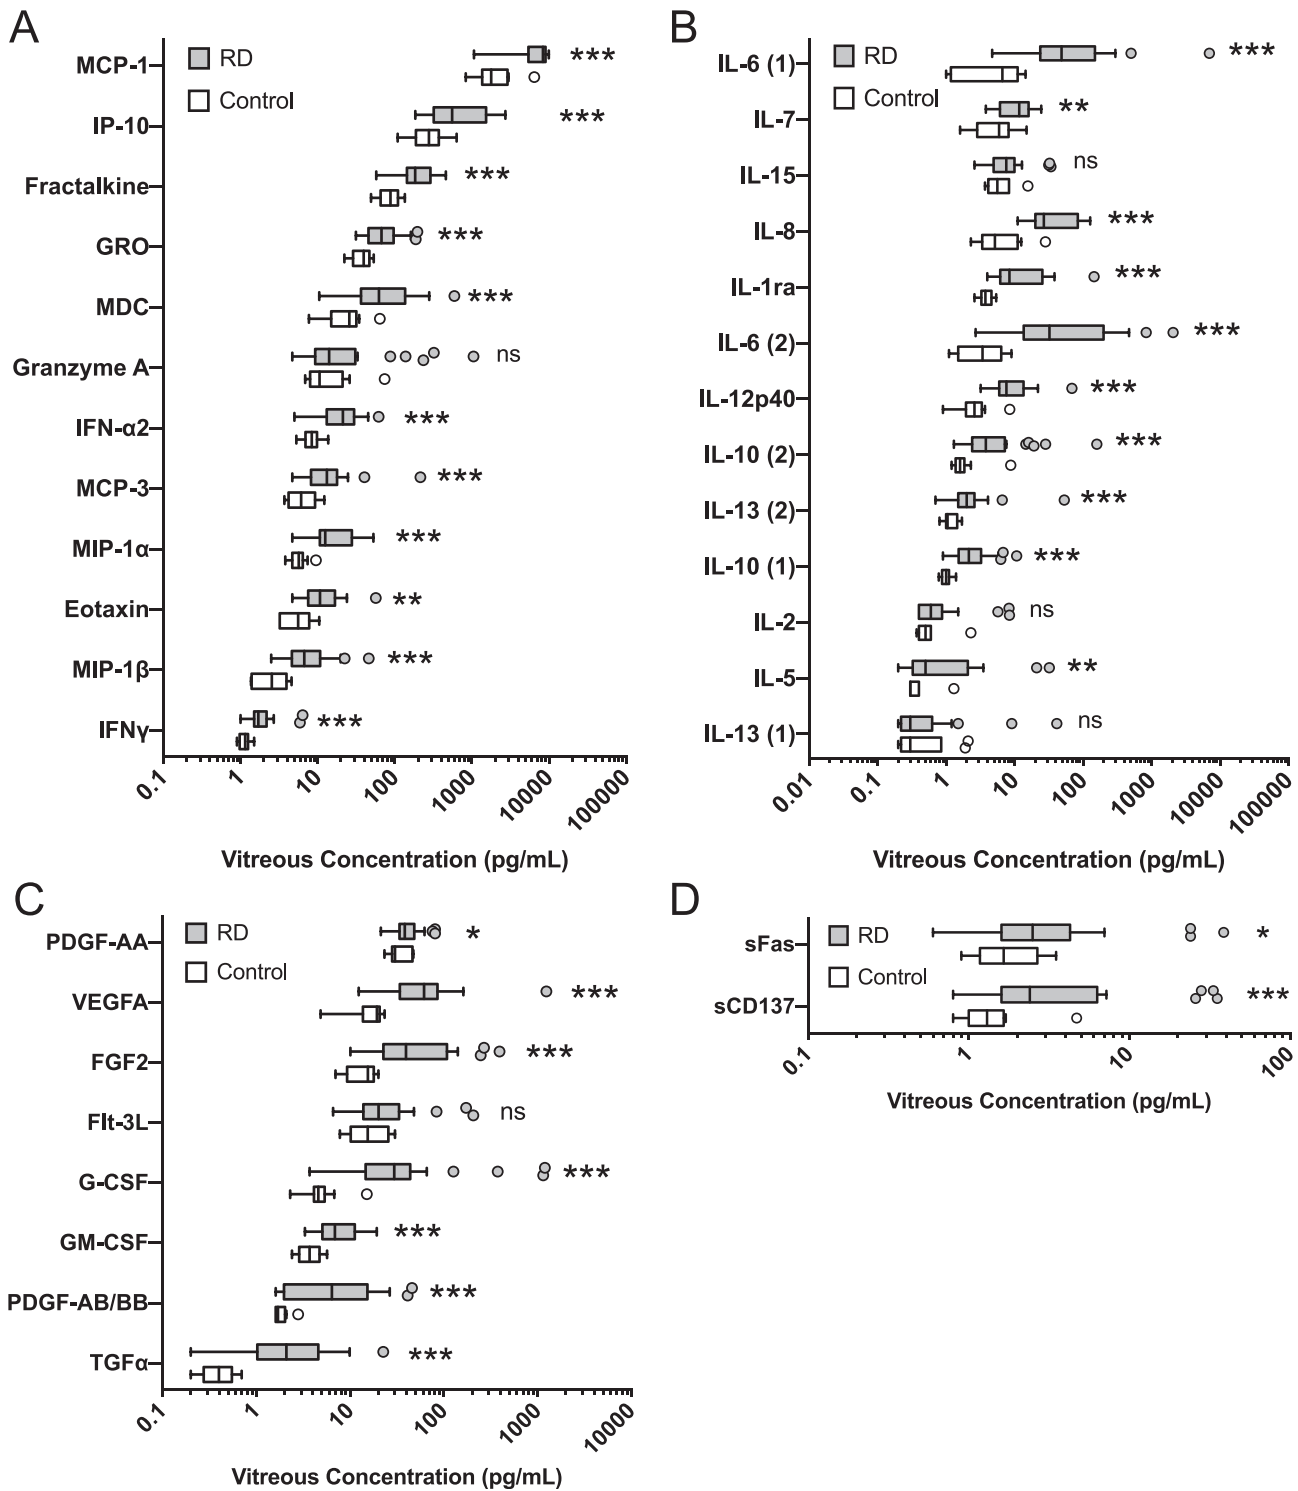 A
RD
Control
MCP-1
***
IP-10
***
Fractalkine
***
GRO
***
MDC
***
Granzyme A
ns
IFN-α2
***
MCP-3
***
MIP-1α
***
Eotaxin
**
MIP-1β
***
IFNγ
***
0.1
1
10
100
1000
10000
100000
Vitreous Concentration (pg/mL)
B
RD
Control
IL-6 (1)
***
IL-7
**
IL-15
ns
IL-8
***
IL-1ra
***
IL-6 (2)
***
IL-12p40
***
IL-10 (2)
***
IL-13 (2)
***
IL-10 (1)
***
IL-2
ns
IL-5
**
IL-13 (1)
ns
0.01
0.1
1
10
100
1000
10000
100000
Vitreous Concentration (pg/mL)
C
RD
Control
PDGF-AA
*
VEGFA
***
FGF2
***
Flt-3L
ns
G-CSF
***
GM-CSF
***
PDGF-AB/BB
***
TGFα
***
0.1
1
10
100
1000
10000
Vitreous Concentration (pg/mL)
D
RD
Control
sFas
*
sCD137
***
0.1
1
10
100
Vitreous Concentration (pg/mL)